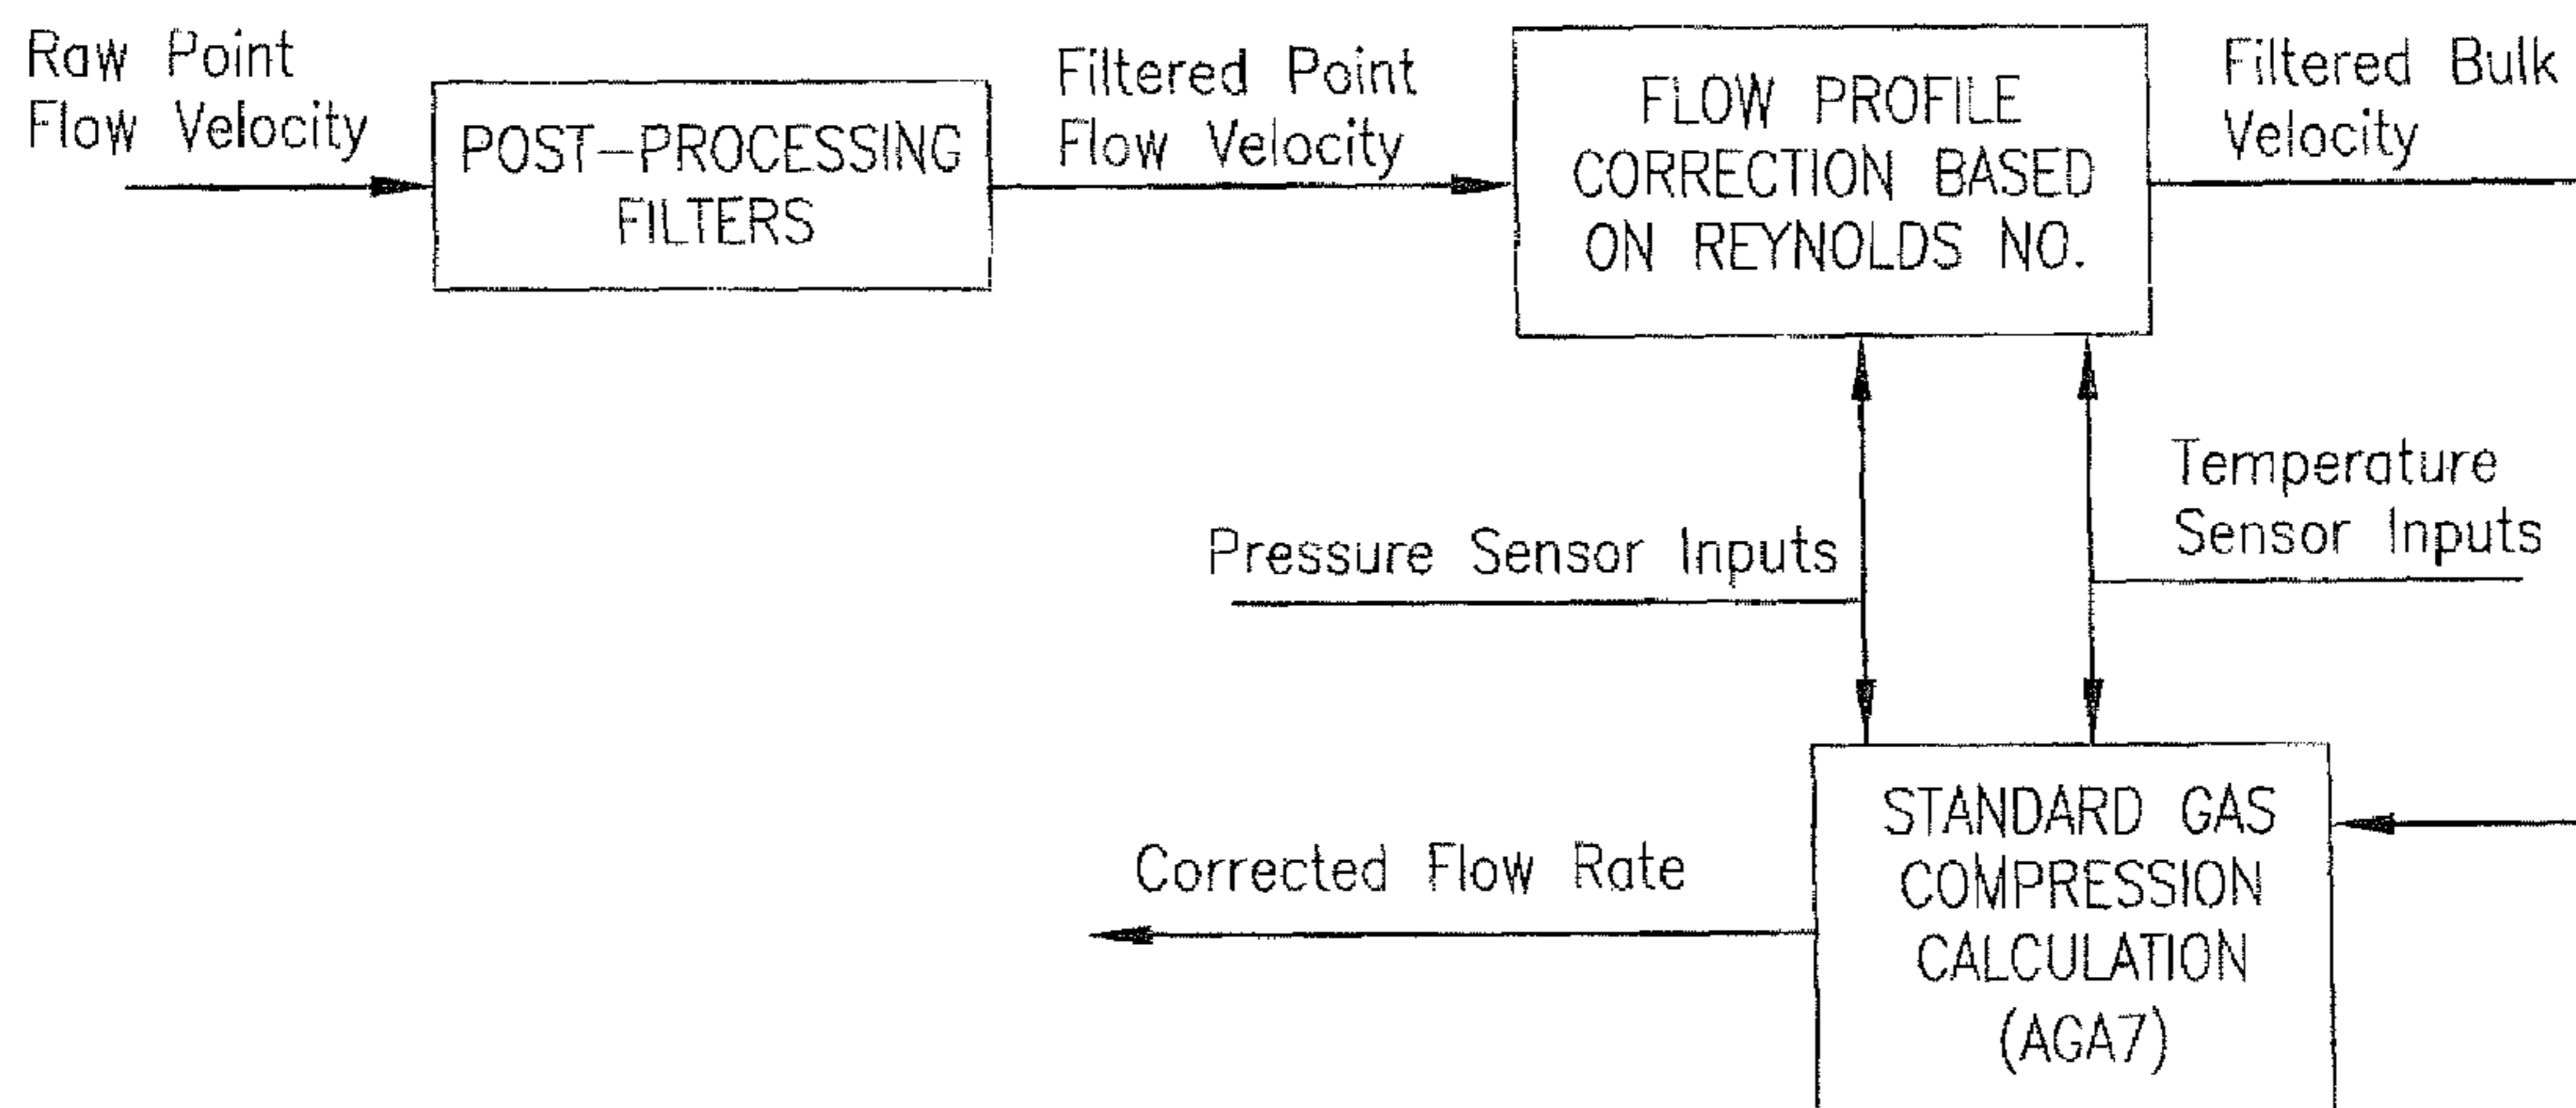 Raw Point
Flow Velocity
POST-PROCESSING
FILTERS
Filtered Point
Flow Velocity
FLOW PROFILE
CORRECTION BASED
ON REYNOLDS NO.
Filtered Bulk
Velocity
Temperature
Sensor Inputs
Pressure Sensor Inputs
STANDARD GAS
COMPRESSION
CALCULATION
(AGA7)
Corrected Flow Rate